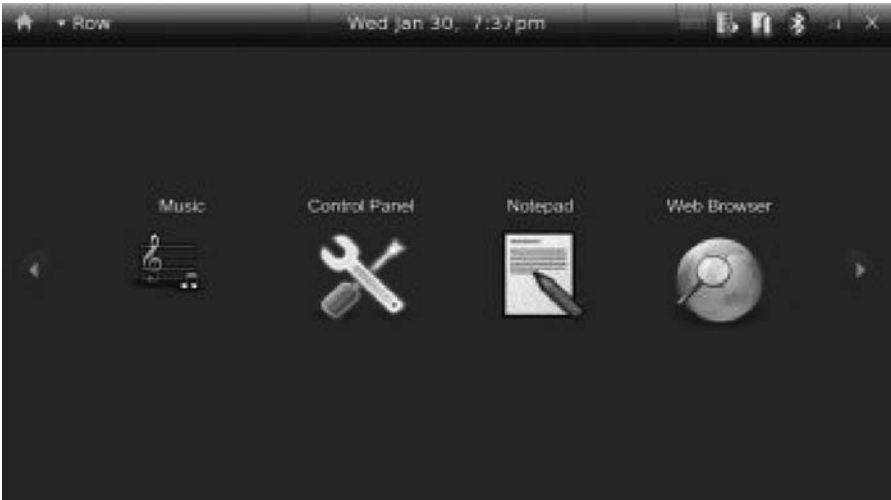 ▾ Row Wed Jan 30, 7:37pm
Music Control Panel Notepad Web Browser